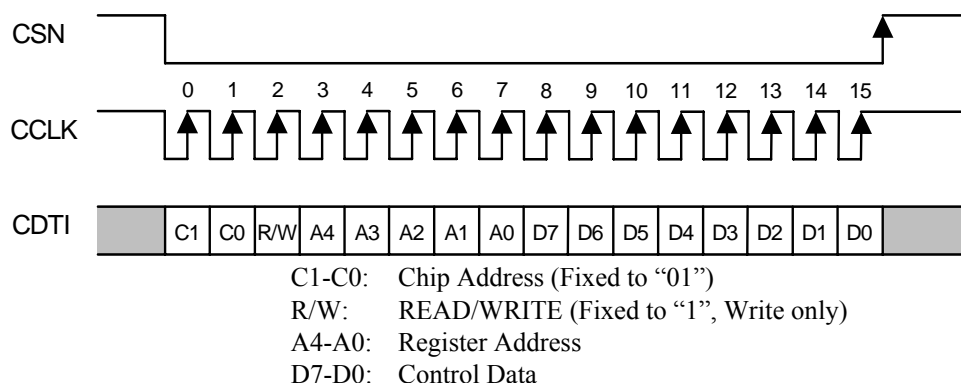 CSN
0 1 2 3 4 5 6 7 8 9 10 11 12 13 14 15
CCLK
CDTI C1 C0 R/W A4 A3 A2 A1 A0 D7 D6 D5 D4 D3 D2 D1 D0
C1-C0: Chip Address (Fixed to “01”)
R/W: READ/WRITE (Fixed to “1”, Write only)
A4-A0: Register Address
D7-D0: Control Data